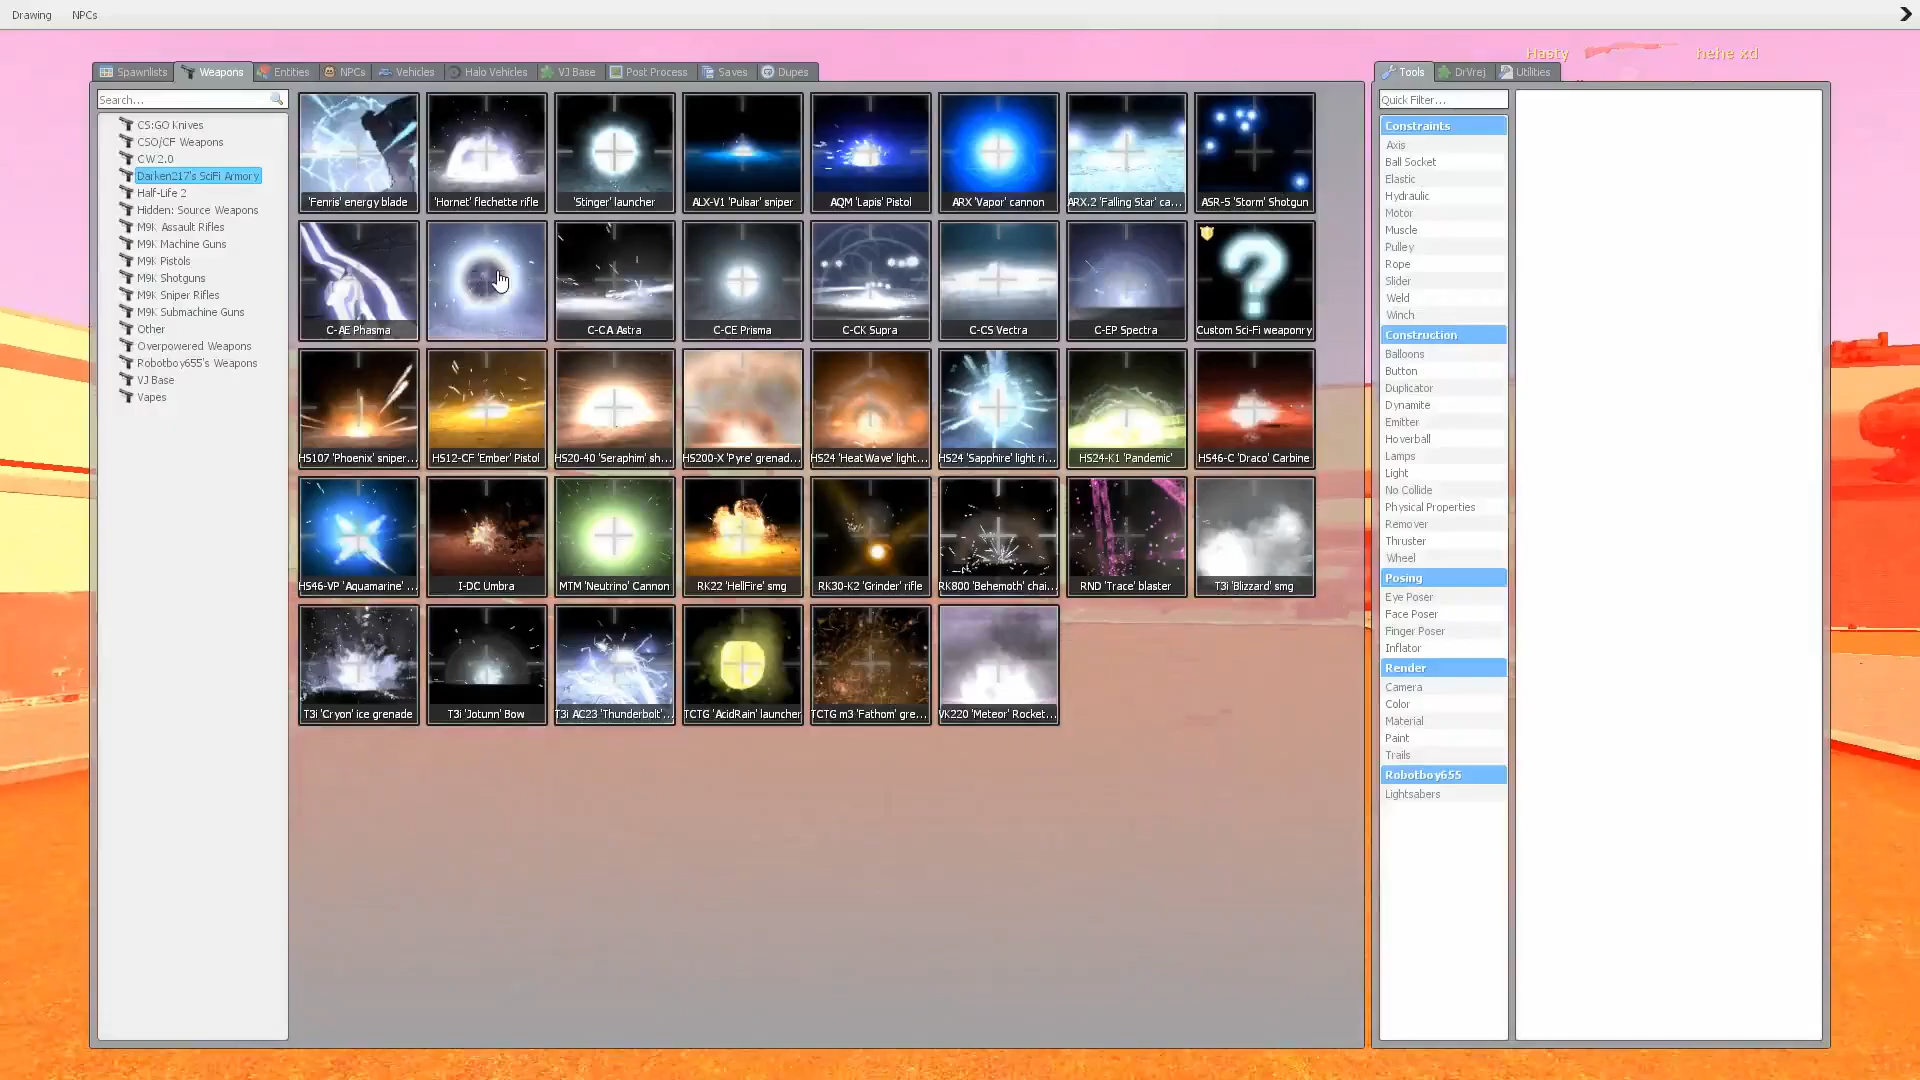 Drawing NPCs
Hasty hehe xd
Spawnlists Weapons Entities NPCs Vehicles Halo Vehicles VJ Base Post Process Saves Dupes
Tools DrVrej Utilities
Search...
CS:GO Knives
CSO/CF Weapons
CW 2.0
Darken217's SciFi Armory
Half-Life 2
Hidden: Source Weapons
M9K Assault Rifles
M9K Machine Guns
M9K Pistols
M9K Shotguns
M9K Sniper Rifles
M9K Submachine Guns
Other
Overpowered Weapons
Robotboy655's Weapons
VJ Base
Vapes
'Fenris' energy blade
'Hornet' flechette rifle
'Stinger' launcher
ALX-V1 'Pulsar' sniper
AQM 'Lapis' Pistol
ARX 'Vapor' cannon
ARX.2 'Falling Star' ca...
ASR-5 'Storm' Shotgun
C-AE Phasma
C-CA Astra
C-CE Prisma
C-CK Supra
C-CS Vectra
C-EP Spectra
Custom Sci-Fi weaponry
HS107 'Phoenix' sniper...
HS12-CF 'Ember' Pistol
HS20-40 'Seraphim' sh...
HS200-X 'Pyre' grenad...
HS24 'HeatWave' light...
HS24 'Sapphire' light ri...
HS24-K1 'Pandemic'
HS46-C 'Draco' Carbine
HS46-VP 'Aquamarine' ...
I-DC Umbra
MTM 'Neutrino' Cannon
RK22 'HellFire' smg
RK30-K2 'Grinder' rifle
RK800 'Behemoth' chai...
RND 'Trace' blaster
T3i 'Blizzard' smg
T3i 'Cryon' ice grenade
T3i 'Jotunn' Bow
T3i AC23 'Thunderbolt'...
TCTG 'AcidRain' launcher
TCTG m3 'Fathom' gre...
VK220 'Meteor' Rocket...
Quick Filter...
Constraints
Axis
Ball Socket
Elastic
Hydraulic
Motor
Muscle
Pulley
Rope
Slider
Weld
Winch
Construction
Balloons
Button
Duplicator
Dynamite
Emitter
Hoverball
Lamps
Light
No Collide
Physical Properties
Remover
Thruster
Wheel
Posing
Eye Poser
Face Poser
Finger Poser
Inflator
Render
Camera
Color
Material
Paint
Trails
Robotboy655
Lightsabers